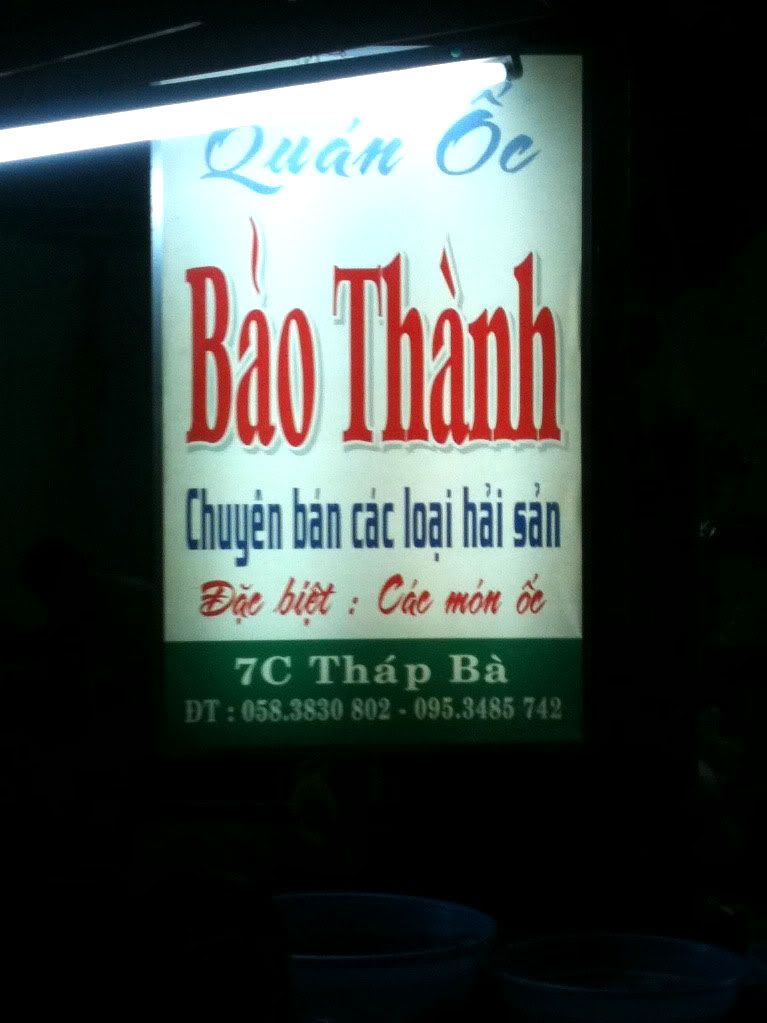 Quán Ốc
Bảo Thành
Chuyên bán các loại hải sản
Đặc biệt : Các món ốc
7C Tháp Bà
ĐT : 058.3830 802 - 095.3485 742